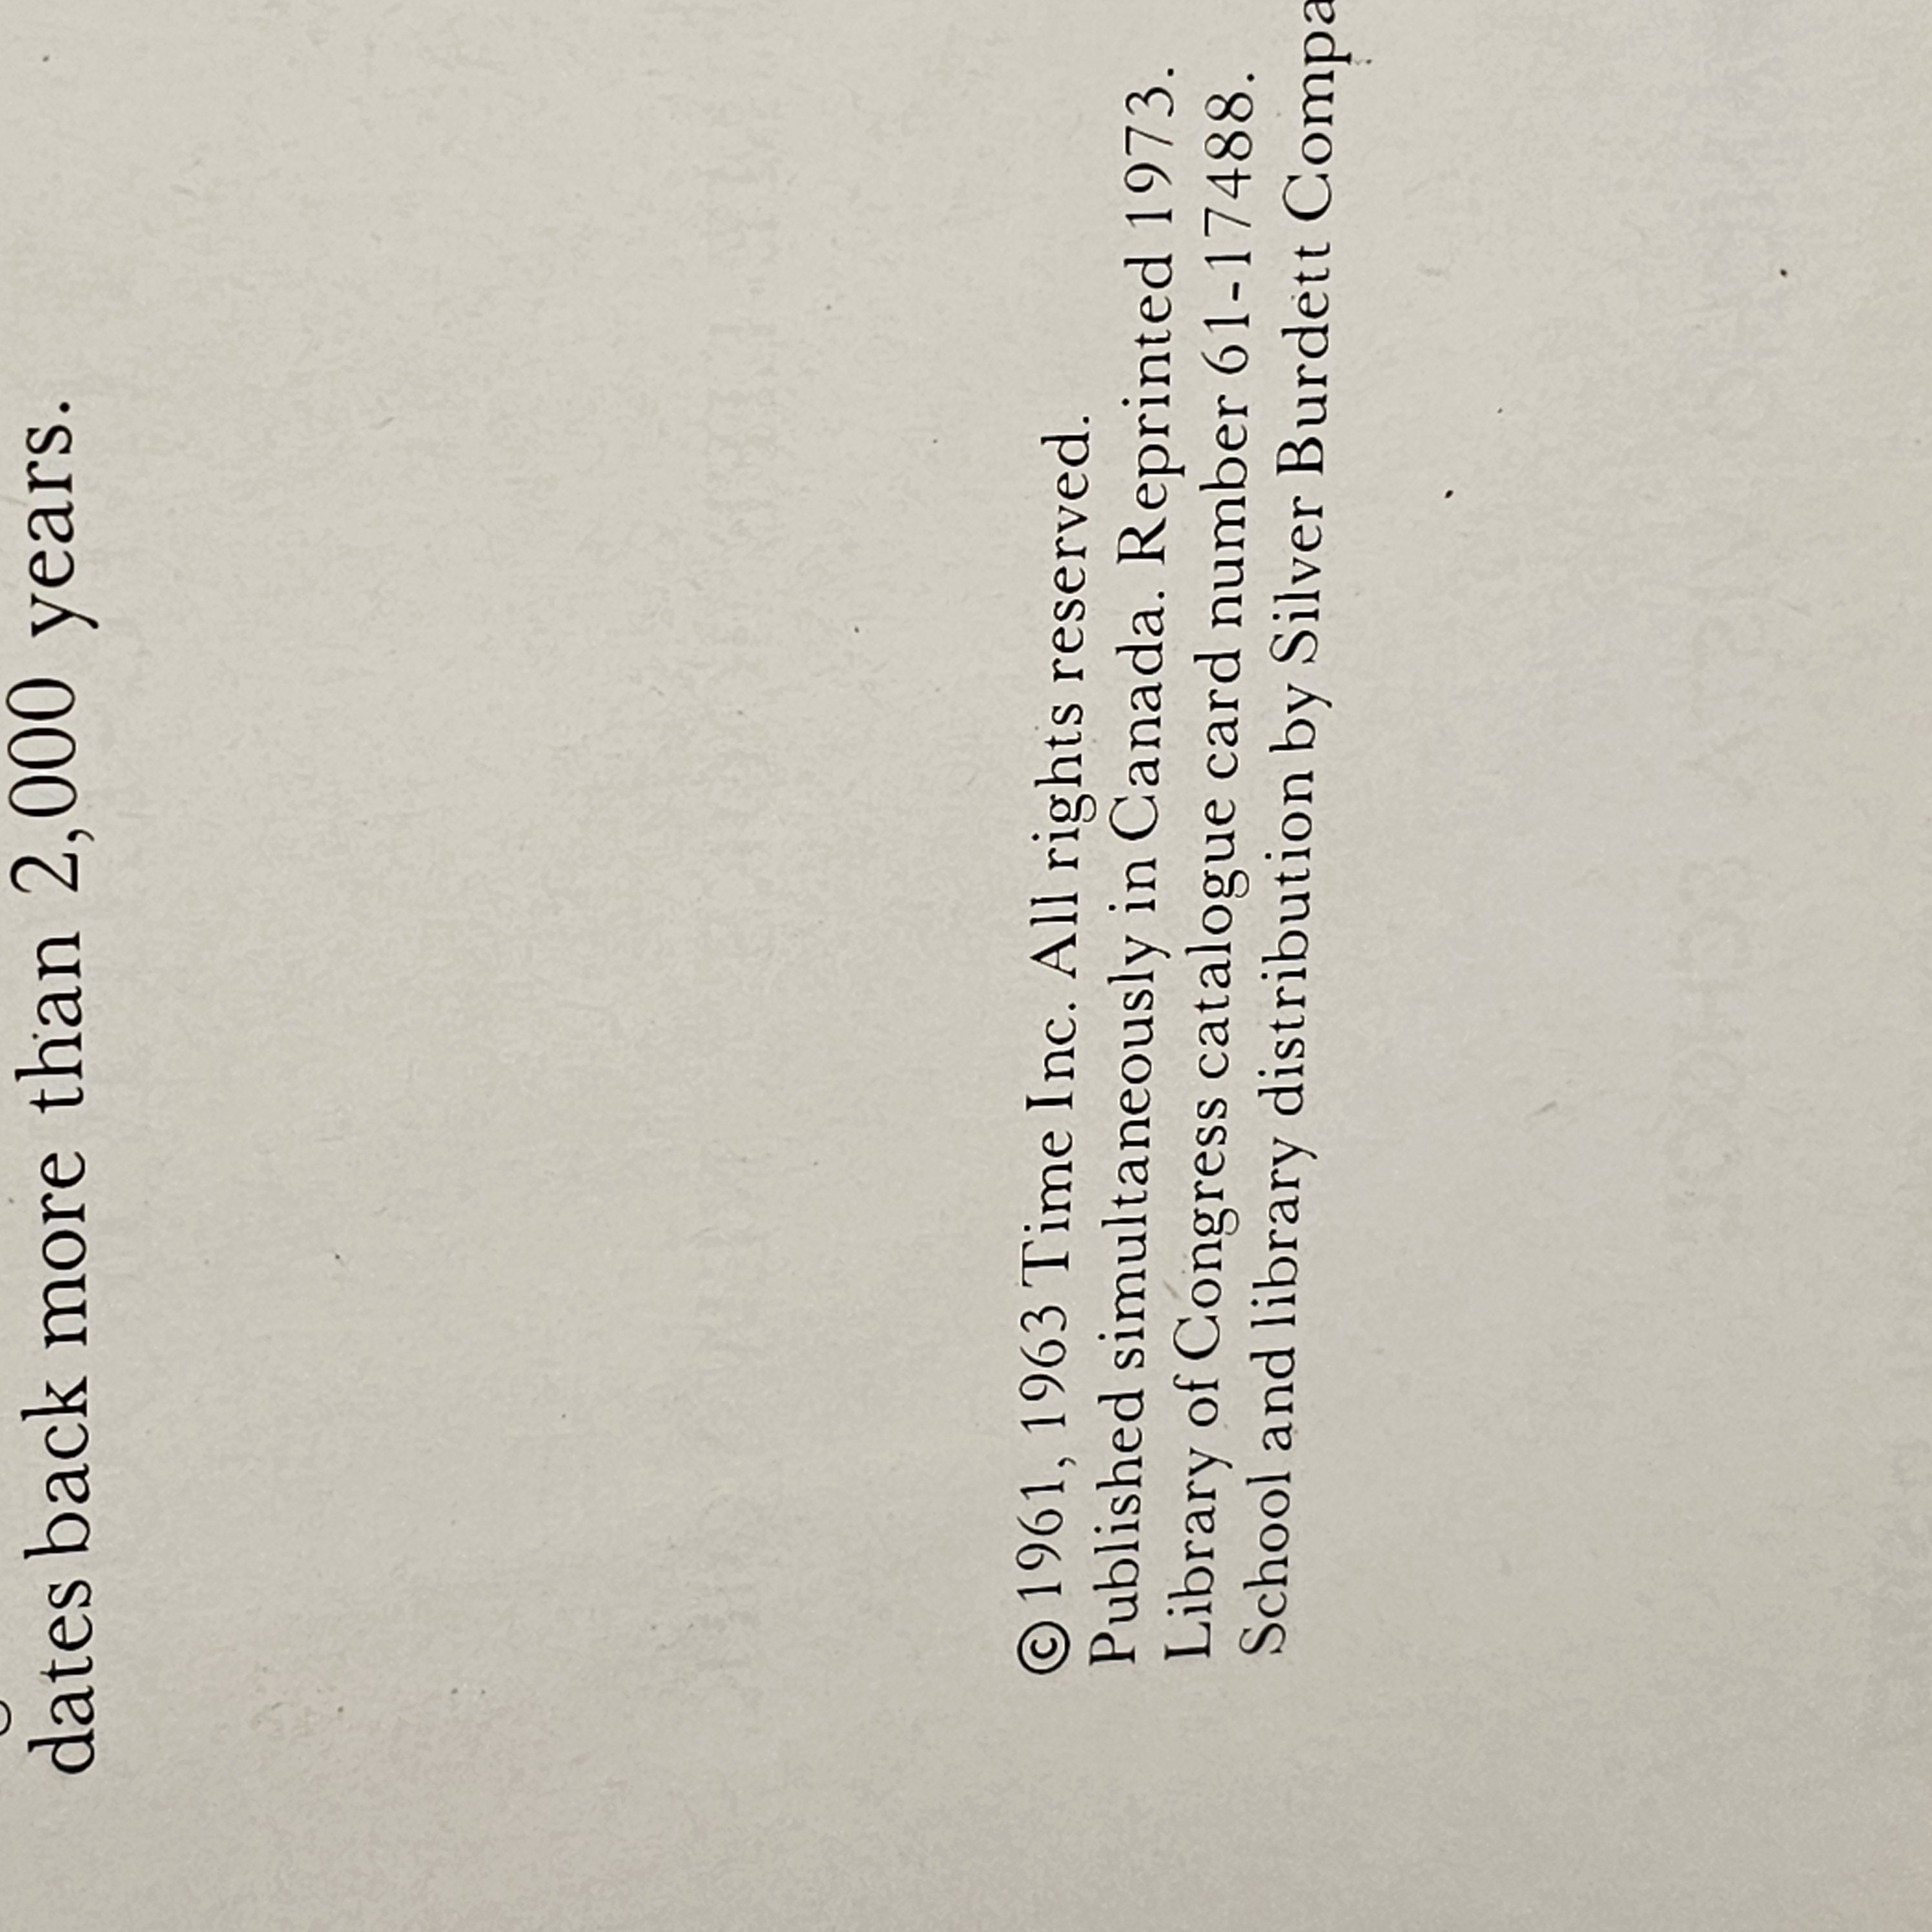 dates back more than 2,000 years.
© 1961, 1963 Time Inc. All rights reserved.
Published simultaneously in Canada. Reprinted 1973.
Library of Congress catalogue card number 61-17488.
School and library distribution by Silver Burdett Compa